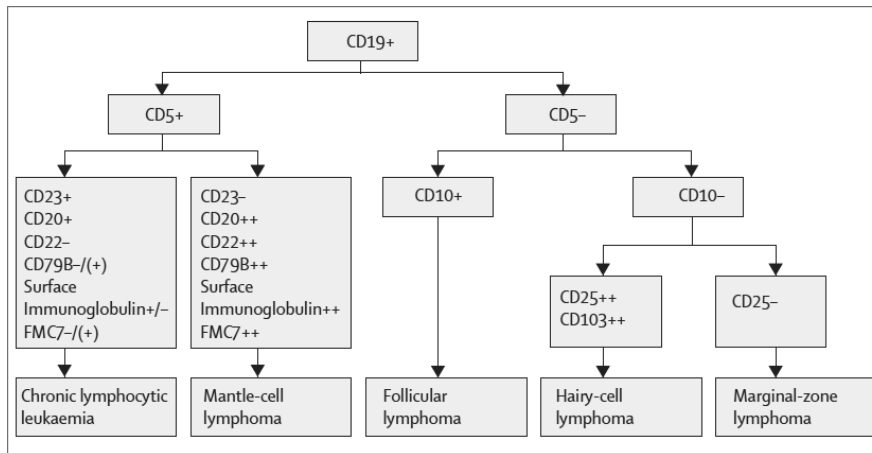 CD19+
CD5+
CD5–
CD23+
CD20+
CD22–
CD79B–/(+)
Surface
Immunoglobulin+/–
FMC7–/(+)
CD23–
CD20++
CD22++
CD79B++
Surface
Immunoglobulin++
FMC7++
CD10+
CD10–
CD25++
CD103++
CD25–
Chronic lymphocytic
leukaemia
Mantle-cell
lymphoma
Follicular
lymphoma
Hairy-cell
lymphoma
Marginal-zone
lymphoma